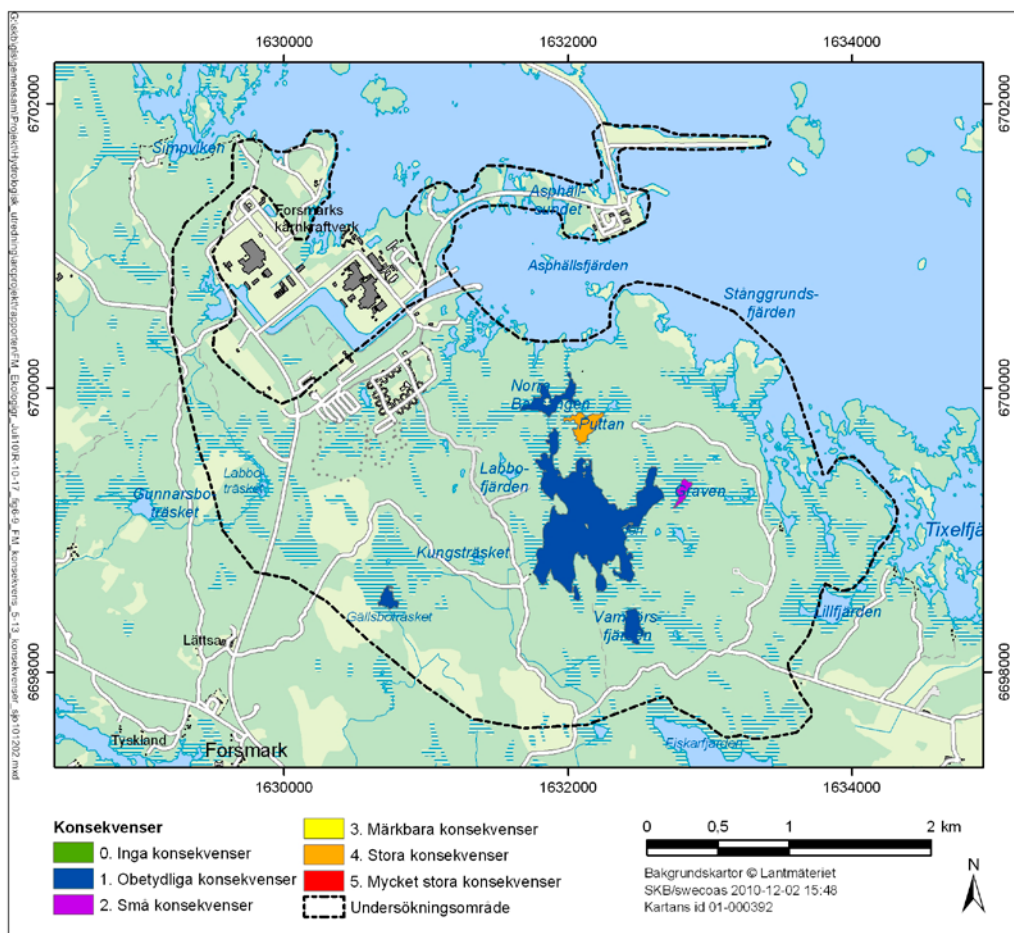 1630000
1632000
1634000
6702000
6702000
Simpviken
Forsmarks
kärnkraftverk
Asphäll-
sundet
Asphällsfjärden
Stånggrunds-
fjärden
6700000
6700000
Norra
Puttan
Labbo-
träsket
Labbo-
fjärden
Graven
Gunnarsbo-
träsket
Tixelfjä
Kungsträsket
Gällsboträsket
Lillfjärden
fjärden
Lättsa
6698000
6698000
Tyskland
Forsmark
Fiskarfjärden
1630000
1632000
1634000
Konsekvenser
0. Inga konsekvenser
1. Obetydliga konsekvenser
2. Små konsekvenser
3. Märkbara konsekvenser
4. Stora konsekvenser
5. Mycket stora konsekvenser
Undersökningsområde
0 0,5 1 2 km
Bakgrundskartor © Lantmäteriet
SKB/swecoas 2010-12-02 15:48
Kartans id 01-000392
N